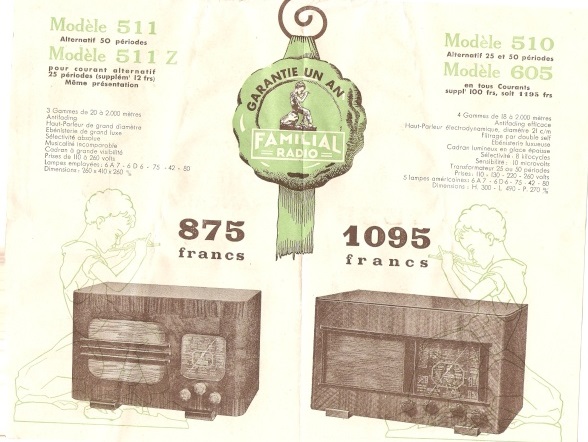 Modèle 511
Alternatif 50 périodes
Modèle 511 Z
pour courant alternatif
25 périodes (supplémt 12 frs)
Même présentation
3 Gammes de 20 à 2.000 mètres
Antifading
Haut-Parleur de grand diamètre
Ebénisterie de grand luxe
Sélectivité absolue
Musicalité incomparable
Cadran à grande visibilité
Prises de 110 à 260 volts
Lampes employées : 6 A 7 - 6 D 6 - 75 - 42 - 80
Dimensions : 260 x 410 x 260 %
GARANTIE UN AN
FAMILIAL
RADIO
Modèle 510
Alternatif 25 et 50 périodes
Modèle 605
en tous Courants
supplt 100 frs, soit 1195 frs
4 Gammes de 18 à 2.000 mètres
Antifading efficace
Haut-Parleur électrodynamique, diamètre 21 c/m
Filtrage par double self
Ebénisterie luxueuse
Cadran lumineux en glace épaisse
Sélectivité : 8 kilocycles
Sensibilité : 10 microvolts
Transformateur 25 ou 50 périodes
Prises : 110 - 130 - 220 - 260 volts
5 lampes américaines : 6 A 7 - 6 D 6 - 75 - 42 - 80
Dimensions : H. 300 - L. 490 - P. 270 %
875
francs
1095
francs